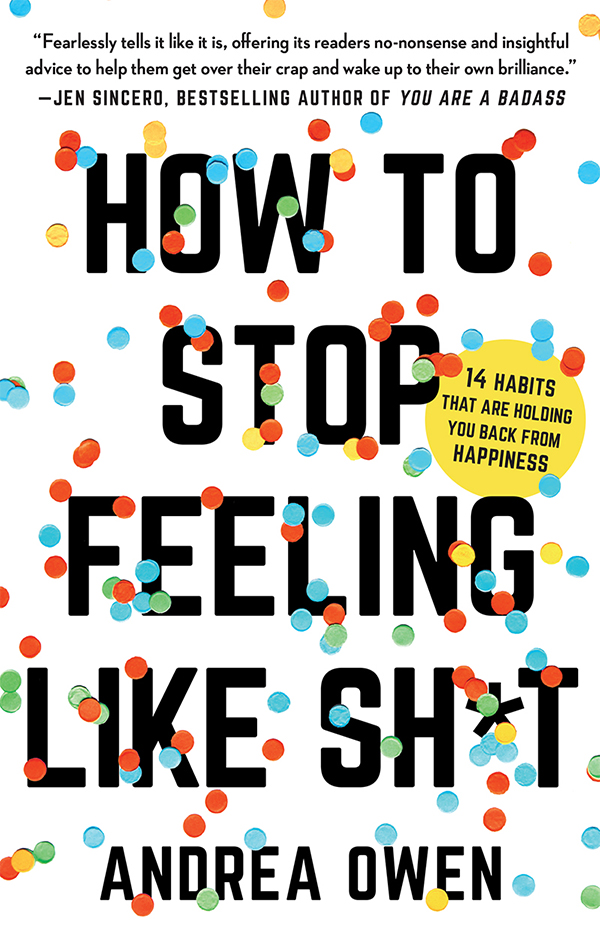 “Fearlessly tells it like it is, offering its readers no-nonsense and insightful
advice to help them get over their crap and wake up to their own brilliance.”
—JEN SINCERO, BESTSELLING AUTHOR OF YOU ARE A BADASS
HOW TO
STOP
14 HABITS
THAT ARE HOLDING
YOU BACK FROM
HAPPINESS
FEELING
LIKE SH*T
ANDREA OWEN